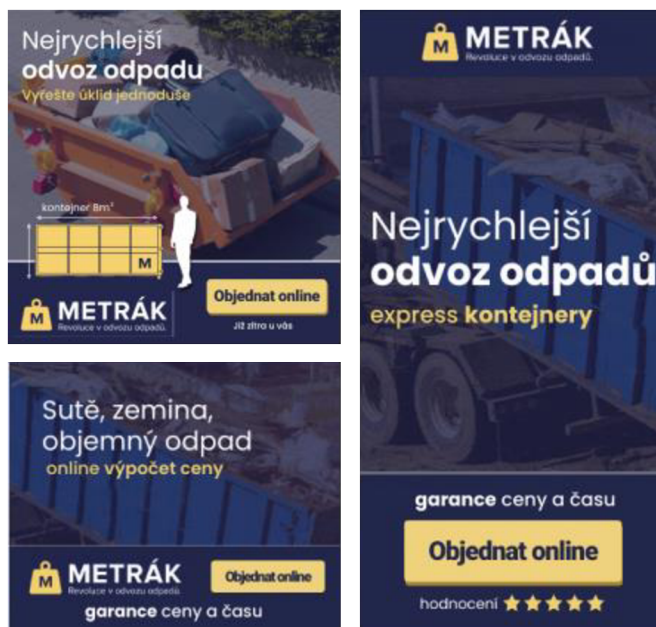 Nejrychlejší
odvoz odpadu
Vyřešte úklid jednoduše
kontejner 8m³
M
M METRÁK
Revoluce v odvozu odpadů.
Objednat online
Již zítra u vás
Sutě, zemina,
objemný odpad
online výpočet ceny
M METRÁK
Revoluce v odvozu odpadů.
Objednat online
garance ceny a času
M METRÁK
Revoluce v odvozu odpadů.
Nejrychlejší
odvoz odpadů
express kontejnery
garance ceny a času
Objednat online
hodnocení